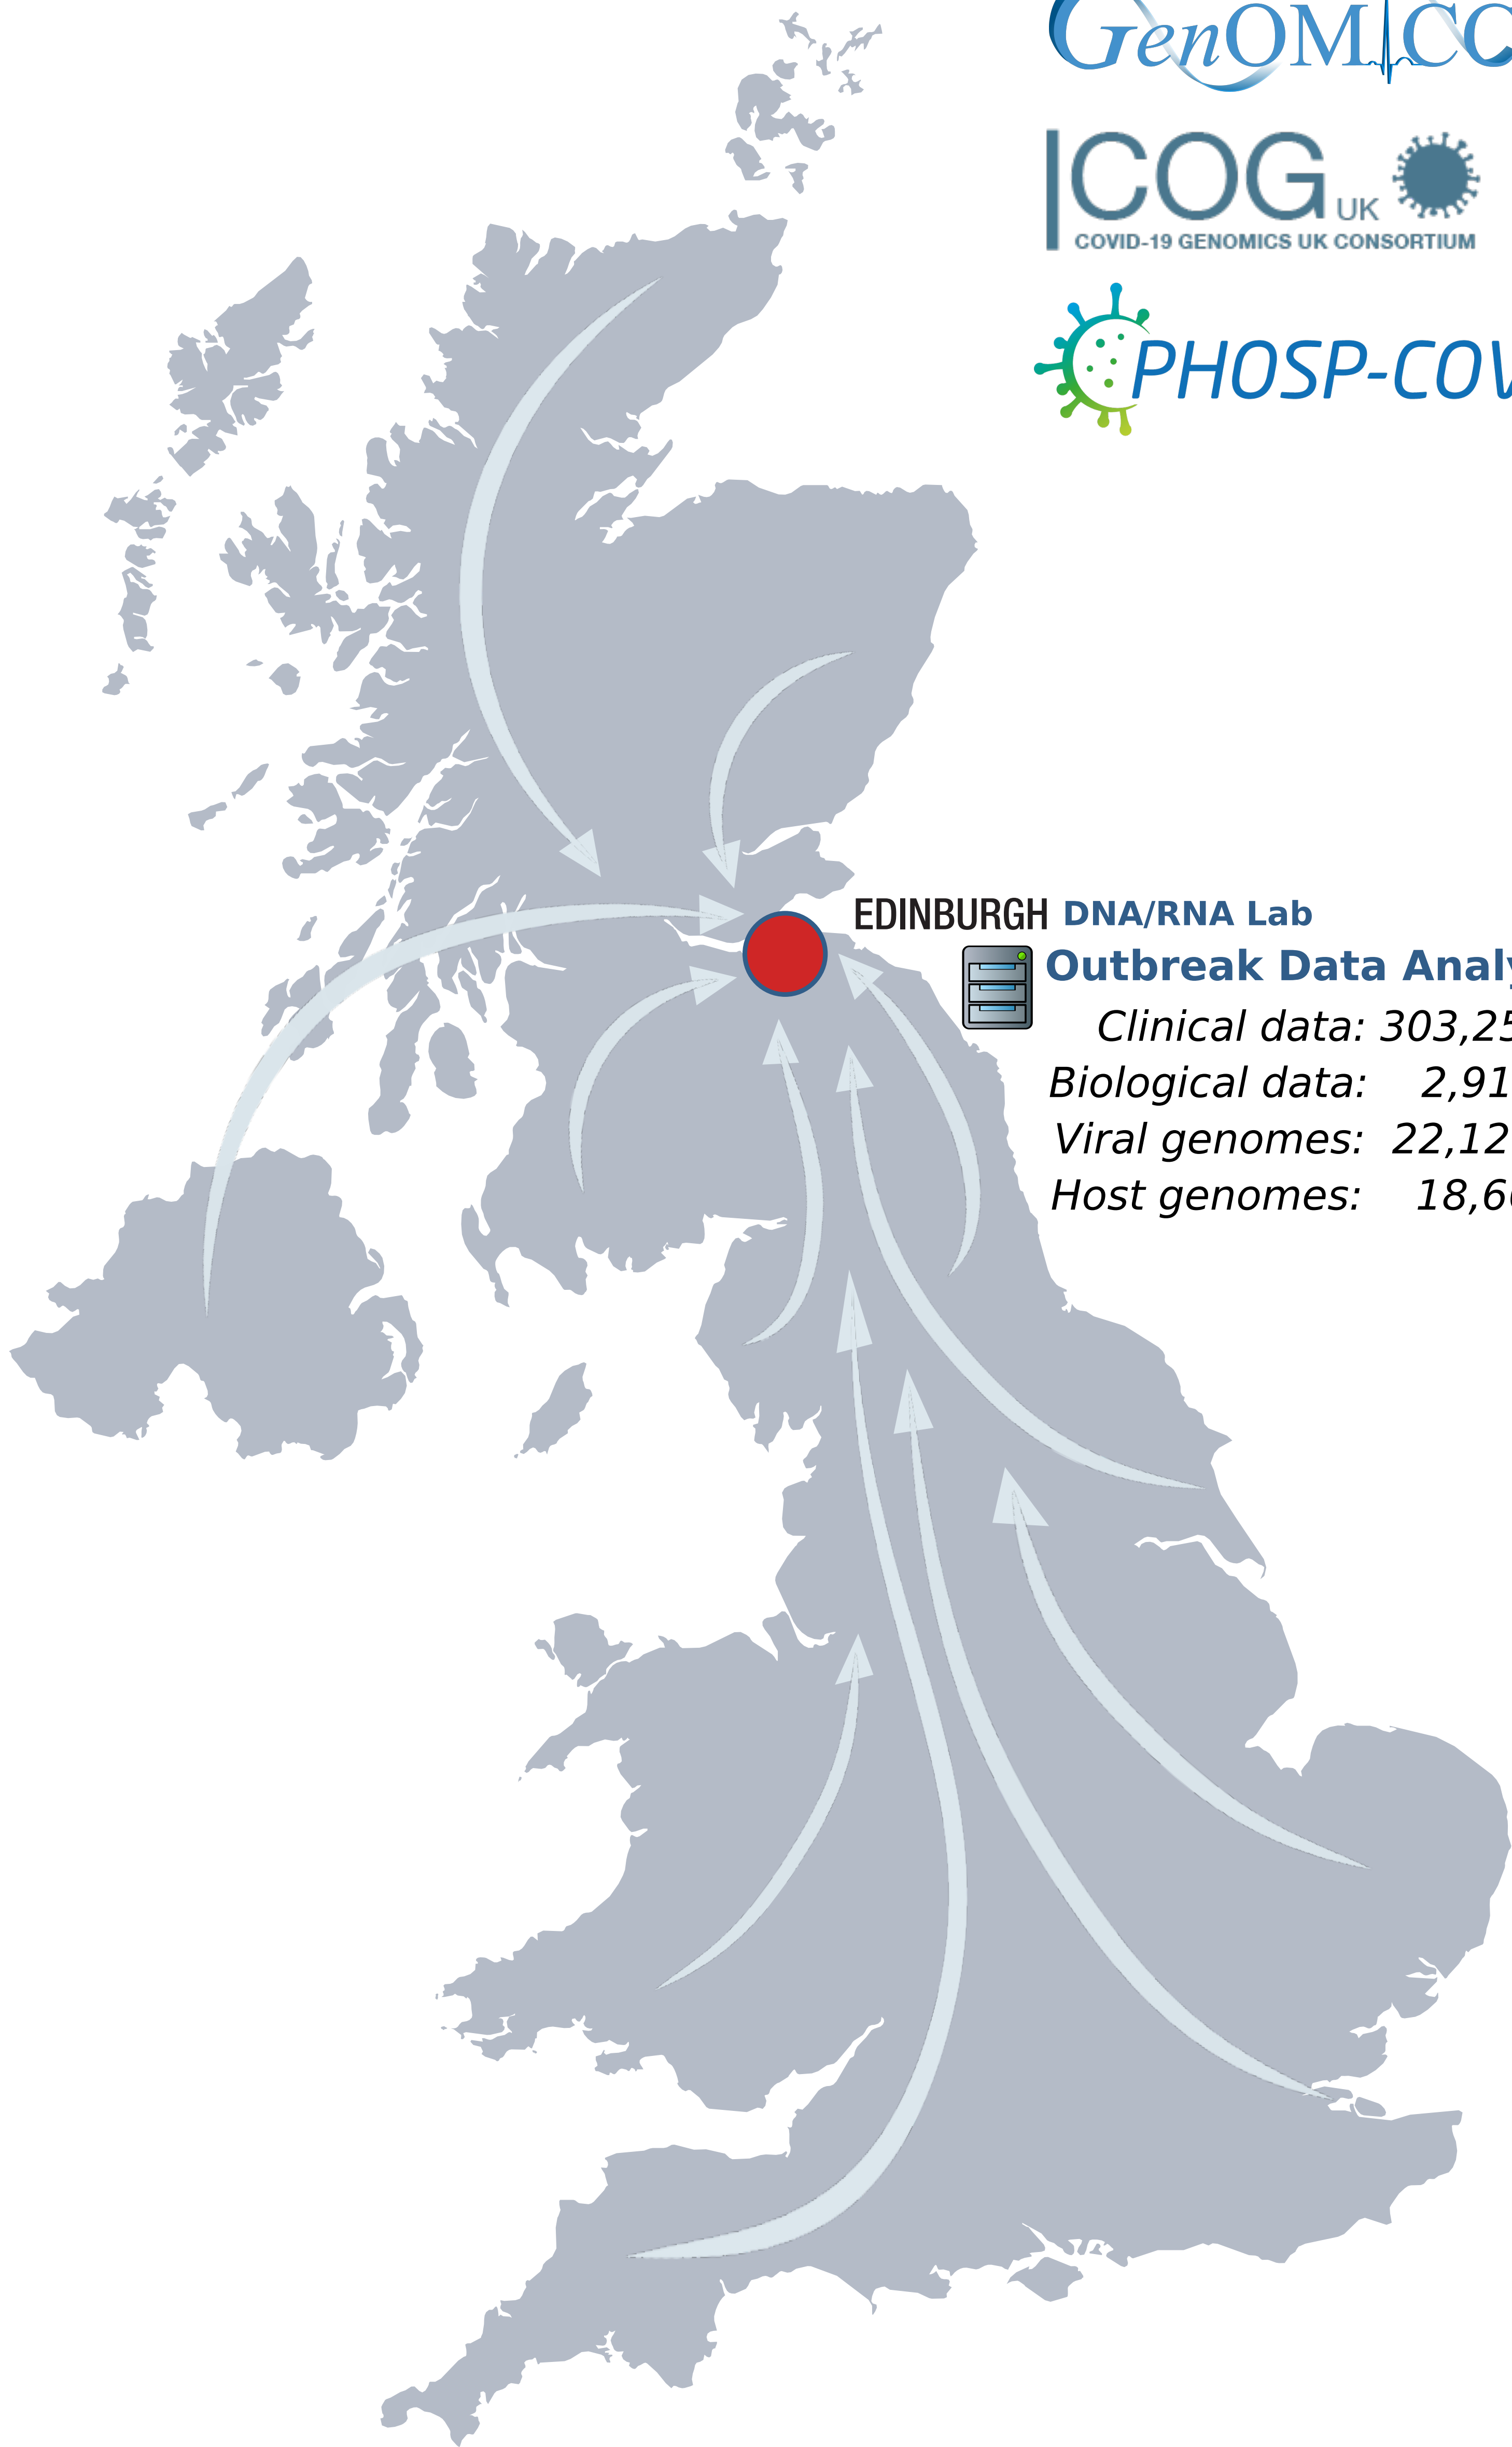 GenOMICC
COG UK
COVID-19 GENOMICS UK CONSORTIUM
PHOSP-COV
EDINBURGH DNA/RNA Lab
Outbreak Data Analy
Clinical data: 303,25
Biological data: 2,91
Viral genomes: 22,12
Host genomes: 18,6